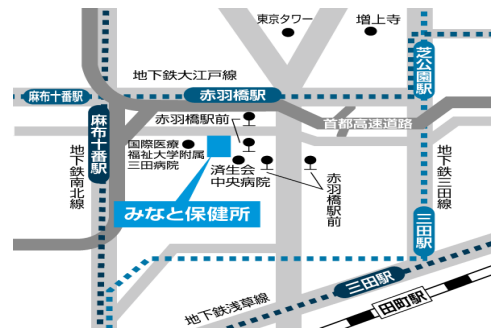 東京タワー
増上寺
芝公園駅
地下鉄大江戸線
麻布十番駅
赤羽橋駅
麻布十番駅
赤羽橋駅前
首都高速道路
国際医療
福祉大学附属
三田病院
済生会
中央病院
赤羽橋駅前
地下鉄南北線
地下鉄三田線
みなと保健所
三田駅
三田駅
田町駅
地下鉄浅草線